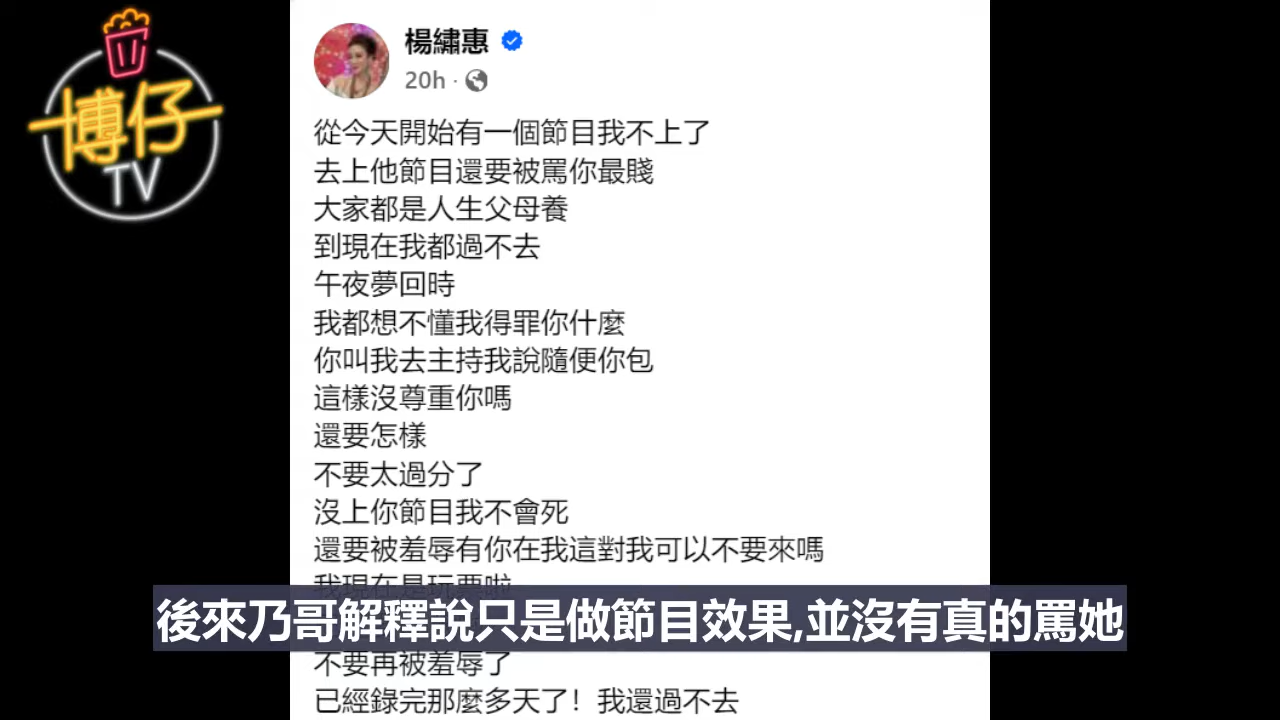 博仔
TV
楊繡惠
20h ·
從今天開始有一個節目我不上了
去上他節目還要被罵你最賤
大家都是人生父母養
到現在我都過不去
午夜夢回時
我都想不懂我得罪你什麼
你叫我去主持我說隨便你包
這樣沒尊重你嗎
還要怎樣
不要太過分了
沒上你節目我不會死
還要被羞辱有你在我這對我可以不要來嗎
我現在是玩票啦
後來乃哥解釋說只是做節目效果,並沒有真的罵她
不要再被羞辱了
已經錄完那麼多天了！我還過不去